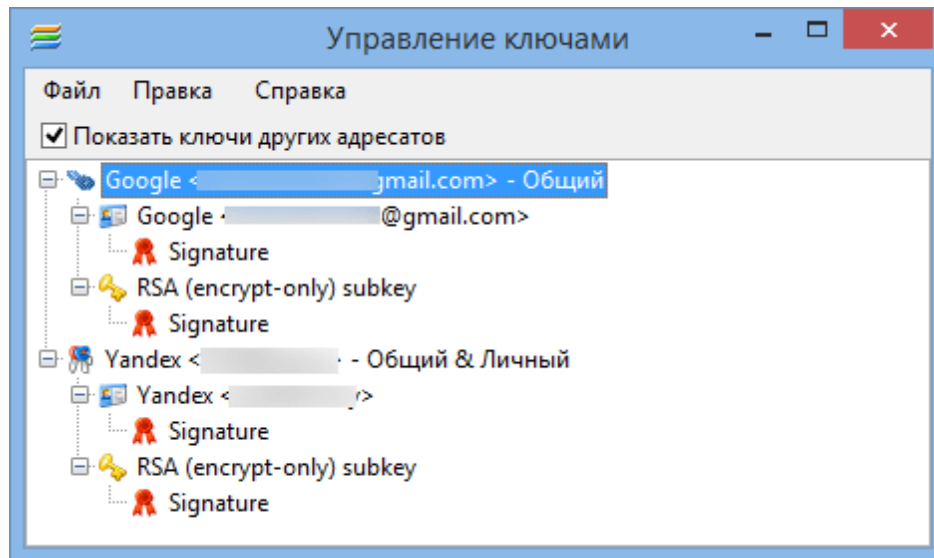 Управление ключами
Файл Правка Справка
Показать ключи других адресатов
Google < gmail.com> - Общий
Google < @gmail.com>
Signature
RSA (encrypt-only) subkey
Signature
Yandex < - Общий & Личный
Yandex < >
Signature
RSA (encrypt-only) subkey
Signature